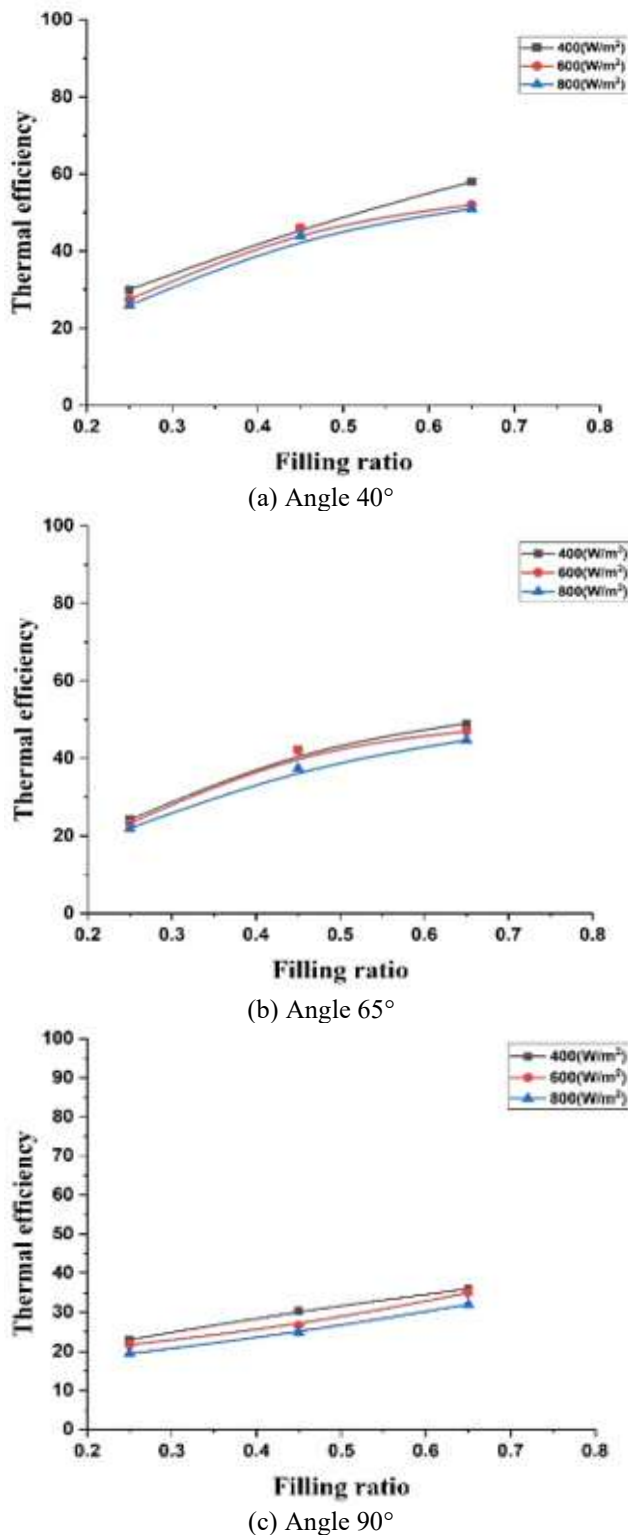 100
80
60
40
20
0
0.2 0.3 0.4 0.5 0.6 0.7 0.8
Thermal efficiency
Filling ratio
400(W/m²)
600(W/m²)
800(W/m²)
(a) Angle 40°
100
80
60
40
20
0
0.2 0.3 0.4 0.5 0.6 0.7 0.8
Thermal efficiency
Filling ratio
400(W/m²)
600(W/m²)
800(W/m²)
(b) Angle 65°
100
90
80
70
60
50
40
30
20
10
0
0.2 0.3 0.4 0.5 0.6 0.7 0.8
Thermal efficiency
Filling ratio
400(W/m²)
600(W/m²)
800(W/m²)
(c) Angle 90°